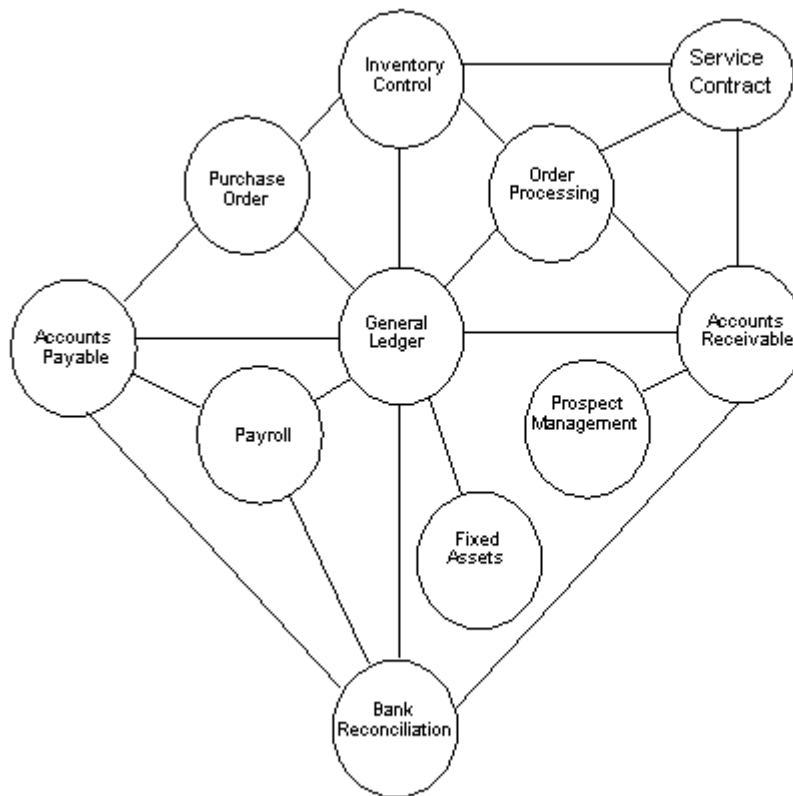 Inventory
Control
Service
Contract
Purchase
Order
Order
Processing
General
Ledger
Accounts
Payable
Accounts
Receivable
Prospect
Management
Payroll
Fixed
Assets
Bank
Reconciliation